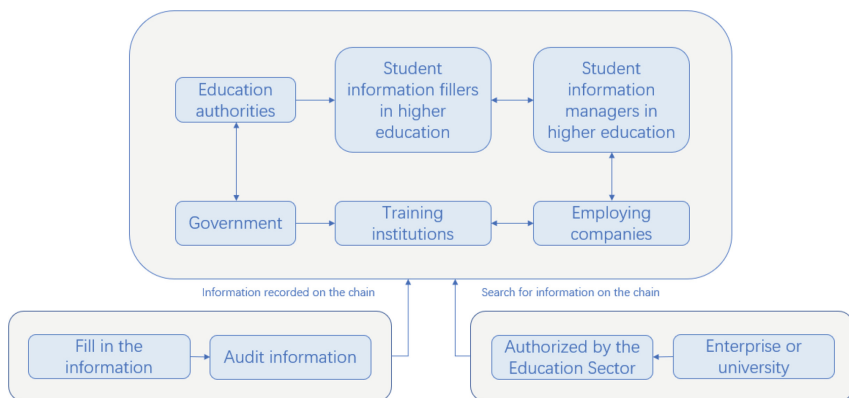 Education
authorities
Student
information fillers
in higher
education
Student
information
managers in
higher education
Government
Training
institutions
Employing
companies
Information recorded on the chain
Search for information on the chain
Fill in the
information
Audit information
Authorized by the
Education Sector
Enterprise or
university